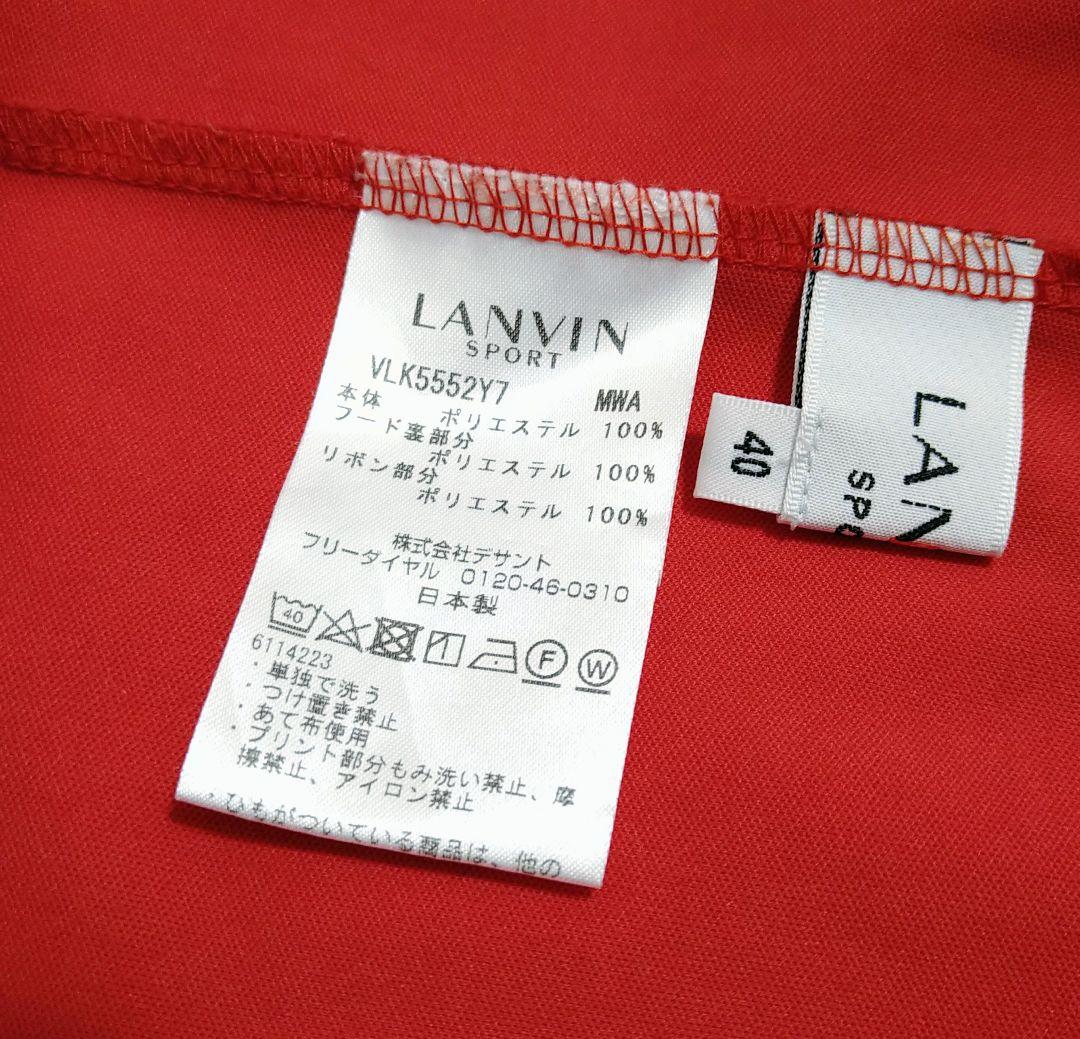 LANVIN
SPORT
VLK5552Y7 MWA
本体 ポリエステル 100%
フード裏部分
ポリエステル 100%
リボン部分
ポリエステル 100%
株式会社デサント
フリーダイヤル 0120-46-0310
日本製
40
F W
6114223
・単独で洗う
・つけ置き禁止
・あて布使用
・プリント部分もみ洗い禁止、摩
擦禁止、アイロン禁止
・ひもがついている商品は、他の
40
LAN
SPO